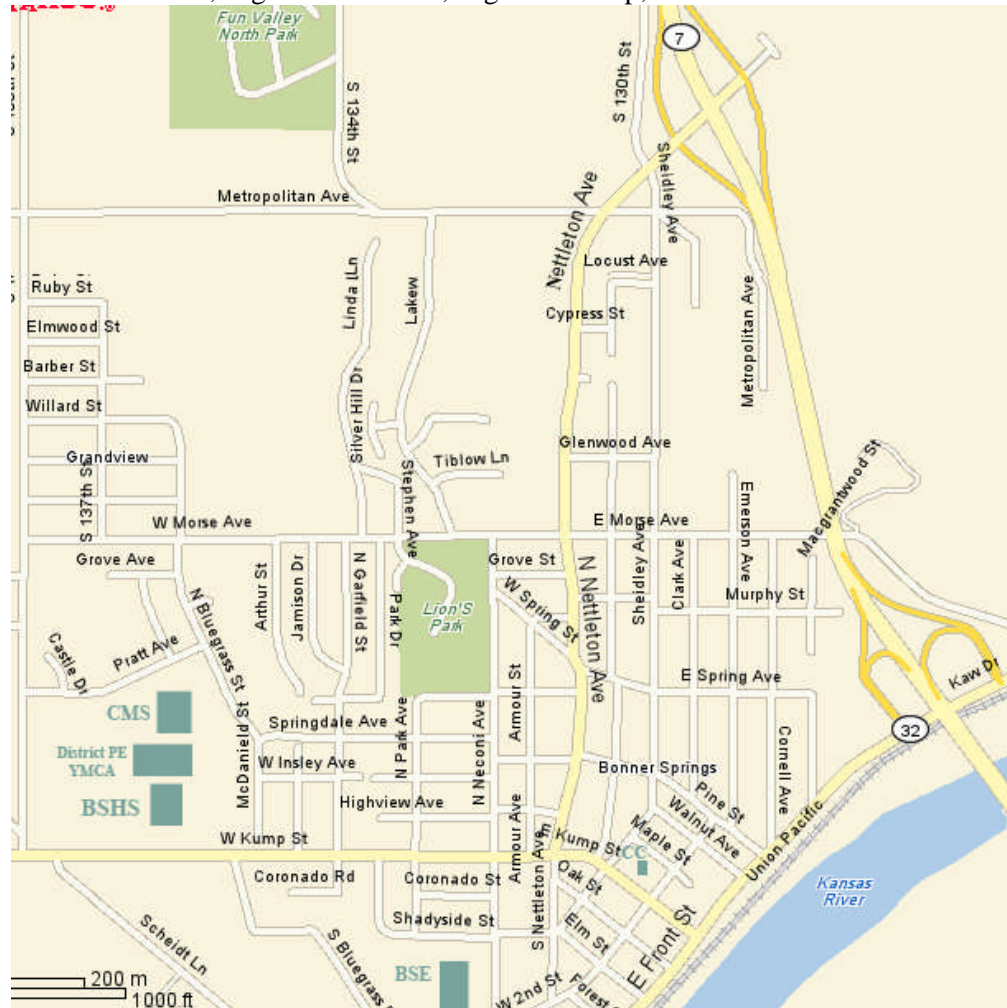 Fun Valley
North Park
7
S 134th St
S 130th St
Sheidley Ave
Metropolitan Ave
Nettleton Ave
Locust Ave
Ruby St
Linda lLn
Lakew
Cypress St
Elmwood St
Metropolitan Ave
Barber St
Silver Hill Dr
Willard St
Glenwood Ave
Grandview
Stephen Ave
Tiblow Ln
S 137th St
Emerson Ave
Macgrantwood St
W Morse Ave
E Morse Ave
Grove Ave
Grove St
Arthur St
Jamison Dr
N Garfield St
Park Dr
Lion'S
Park
W Spring St
N Nettleton Ave
Sheidley Ave
Clark Ave
Murphy St
N Bluegrass St
Castle Dr
Pratt Ave
E Spring Ave
Kaw Dr
CMS
Springdale Ave
N Park Ave
N Neconi Ave
Armour St
32
District PE
YMCA
McDanield St
W Insley Ave
Bonner Springs
Cornell Ave
BSHS
Highview Ave
Armour Ave
Pine St
Walnut Ave
W Kump St
E Kump St
Maple St
Union Pacific
CC
Coronado Rd
Coronado St
Oak St
Kansas
River
Shadyside St
S Nettleton Ave
Elm St
E Front St
Scheidt Ln
S Bluegrass
BSE
W 2nd St
Forest
200 m
1000 ft